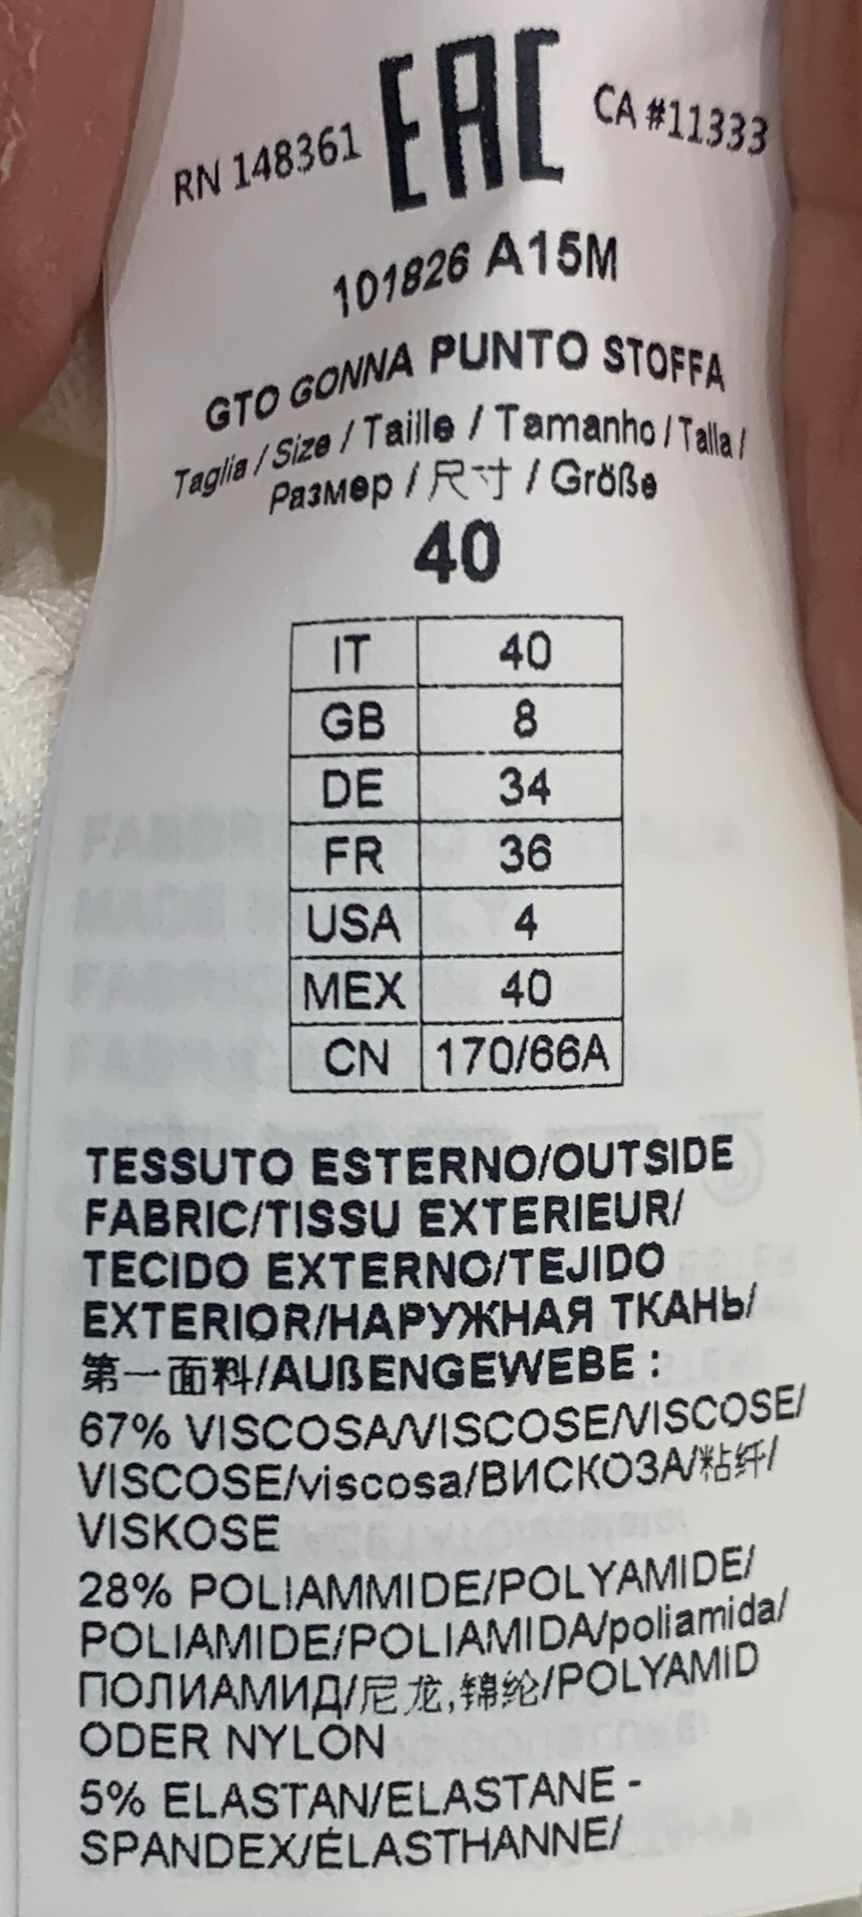 RN 148361 EAC CA #11333
101826 A15M
GTO GONNA PUNTO STOFFA
Taglia / Size / Taille / Tamanho / Talla /
Размер / 尺寸 / Größe
40
IT 40
GB 8
DE 34
FR 36
USA 4
MEX 40
CN 170/66A
TESSUTO ESTERNO/OUTSIDE
FABRIC/TISSU EXTERIEUR/
TECIDO EXTERNO/TEJIDO
EXTERIOR/НАРУЖНАЯ ТКАНЬ/
第一面料/AUßENGEWEBE :
67% VISCOSA/VISCOSE/VISCOSE/
VISCOSE/viscosa/ВИСКОЗА/粘纤/
VISKOSE
28% POLIAMMIDE/POLYAMIDE/
POLIAMIDE/POLIAMIDA/poliamida/
ПОЛИАМИД/尼龙,锦纶/POLYAMID
ODER NYLON
5% ELASTAN/ELASTANE -
SPANDEX/ÉLASTHANNE/